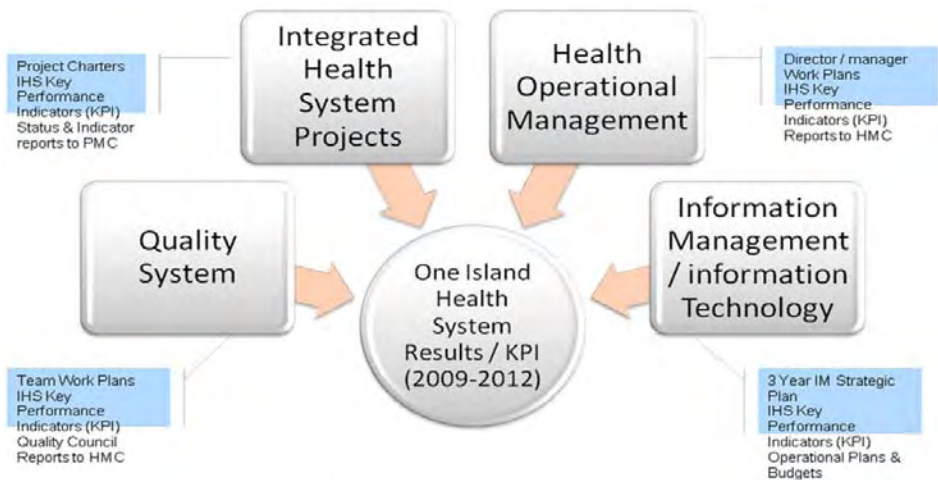 Project Charters
IHS Key
Performance
Indicators (KPI)
Status & Indicator
reports to PMC
Integrated
Health
System
Projects
Health
Operational
Management
Director / manager
Work Plans
IHS Key
Performance
Indicators (KPI)
Reports to HMC
Quality
System
One Island
Health
System
Results / KPI
(2009-2012)
Information
Management
/ information
Technology
Team Work Plans
IHS Key
Performance
Indicators (KPI)
Quality Council
Reports to HMC
3 Year IM Strategic
Plan
IHS Key
Performance
Indicators (KPI)
Operational Plans &
Budgets